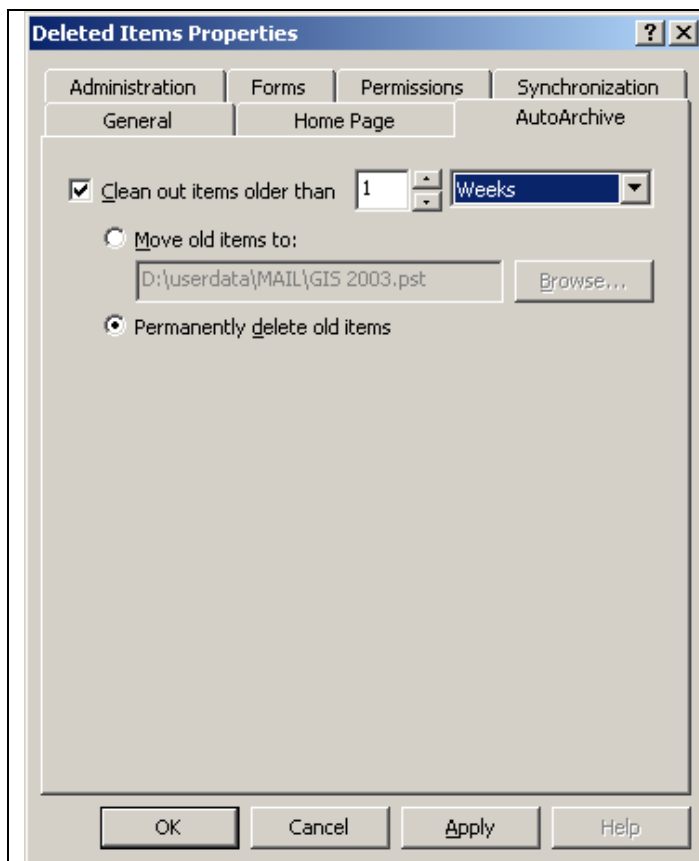 Deleted Items Properties
Administration Forms Permissions Synchronization
General Home Page AutoArchive
Clean out items older than 1 Weeks
Move old items to:
D:\userdata\MAIL\GIS 2003.pst Browse...
Permanently delete old items
OK Cancel Apply Help